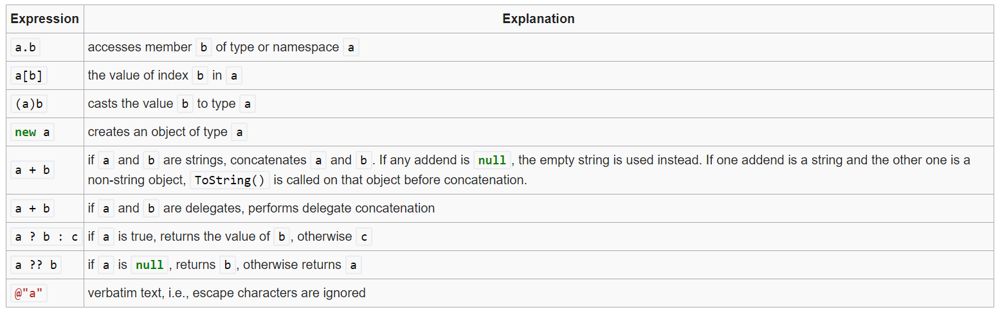 Expression Explanation
a.b accesses member b of type or namespace a
a[b] the value of index b in a
(a)b casts the value b to type a
new a creates an object of type a
a + b if a and b are strings, concatenates a and b . If any addend is null , the empty string is used instead. If one addend is a string and the other one is a
non-string object, ToString() is called on that object before concatenation.
a + b if a and b are delegates, performs delegate concatenation
a ? b : c if a is true, returns the value of b , otherwise c
a ?? b if a is null , returns b , otherwise returns a
@"a" verbatim text, i.e., escape characters are ignored